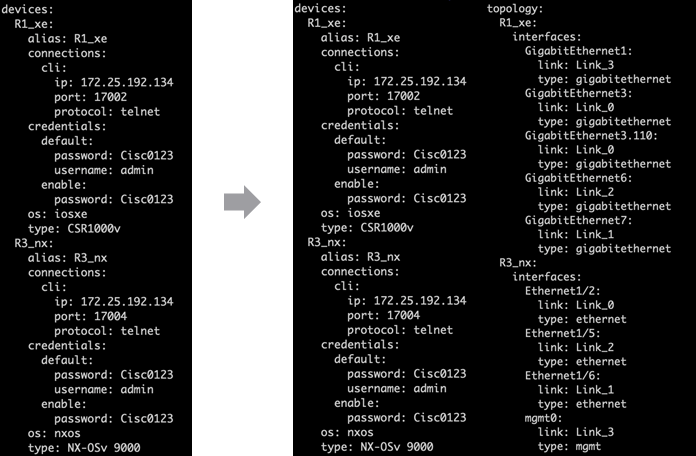 devices:
  R1_xe:
    alias: R1_xe
    connections:
      cli:
        ip: 172.25.192.134
        port: 17002
        protocol: telnet
    credentials:
      default:
        password: Cisc0123
        username: admin
      enable:
        password: Cisc0123
    os: iosxe
    type: CSR1000v
  R3_nx:
    alias: R3_nx
    connections:
      cli:
        ip: 172.25.192.134
        port: 17004
        protocol: telnet
    credentials:
      default:
        password: Cisc0123
        username: admin
      enable:
        password: Cisc0123
    os: nxos
    type: NX-OSv 9000
devices:
  R1_xe:
    alias: R1_xe
    connections:
      cli:
        ip: 172.25.192.134
        port: 17002
        protocol: telnet
    credentials:
      default:
        password: Cisc0123
        username: admin
      enable:
        password: Cisc0123
    os: iosxe
    type: CSR1000v
  R3_nx:
    alias: R3_nx
    connections:
      cli:
        ip: 172.25.192.134
        port: 17004
        protocol: telnet
    credentials:
      default:
        password: Cisc0123
        username: admin
      enable:
        password: Cisc0123
    os: nxos
    type: NX-OSv 9000
topology:
  R1_xe:
    interfaces:
      GigabitEthernet1:
        link: Link_3
        type: gigabitethernet
      GigabitEthernet3:
        link: Link_0
        type: gigabitethernet
      GigabitEthernet3.110:
        link: Link_0
        type: gigabitethernet
      GigabitEthernet6:
        link: Link_2
        type: gigabitethernet
      GigabitEthernet7:
        link: Link_1
        type: gigabitethernet
  R3_nx:
    interfaces:
      Ethernet1/2:
        link: Link_0
        type: ethernet
      Ethernet1/5:
        link: Link_2
        type: ethernet
      Ethernet1/6:
        link: Link_1
        type: ethernet
      mgmt0:
        link: Link_3
        type: mgmt